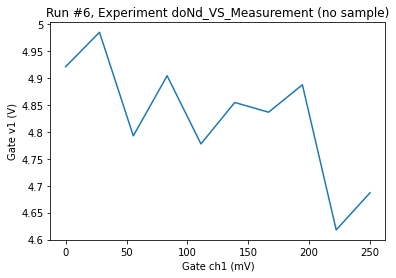 Run #6, Experiment doNd_VS_Measurement (no sample)
5
4.95
4.9
4.85
4.8
4.75
4.7
4.65
4.6
Gate v1 (V)
0 50 100 150 200 250
Gate ch1 (mV)